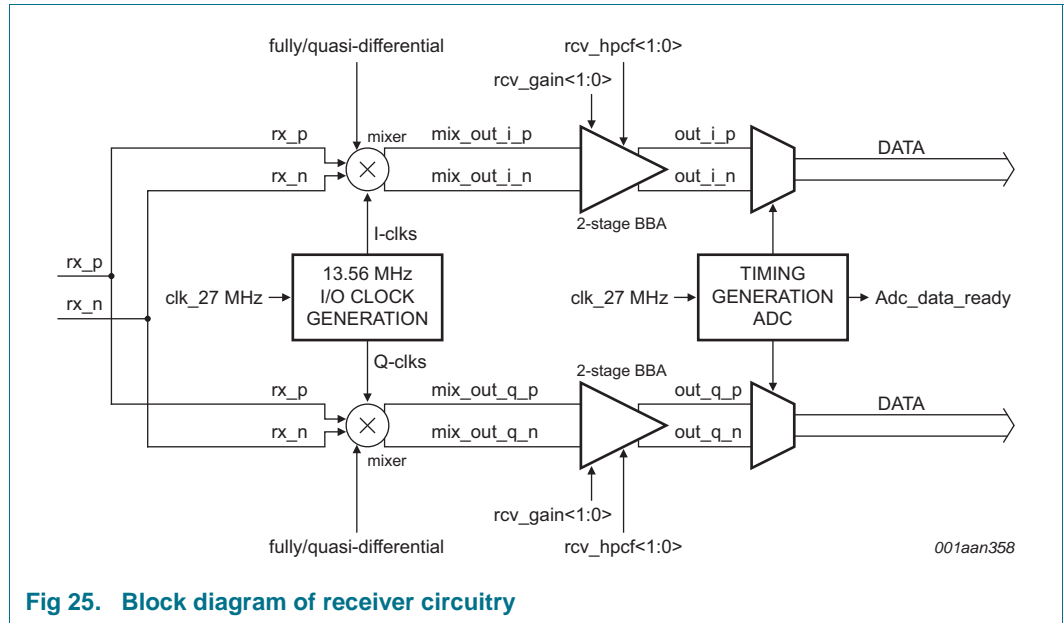 fully/quasi-differential
rcv_hpcf<1:0>
rcv_gain<1:0>
rx_p
mixer
mix_out_i_p
out_i_p
DATA
rx_n
mix_out_i_n
out_i_n
2-stage BBA
I-clks
rx_p
clk_27 MHz
13.56 MHz
I/O CLOCK
GENERATION
clk_27 MHz
TIMING
GENERATION
ADC
Adc_data_ready
rx_n
Q-clks
2-stage BBA
rx_p
mix_out_q_p
out_q_p
DATA
rx_n
mix_out_q_n
out_q_n
mixer
rcv_gain<1:0>
fully/quasi-differential
rcv_hpcf<1:0>
001aan358
Fig 25. Block diagram of receiver circuitry